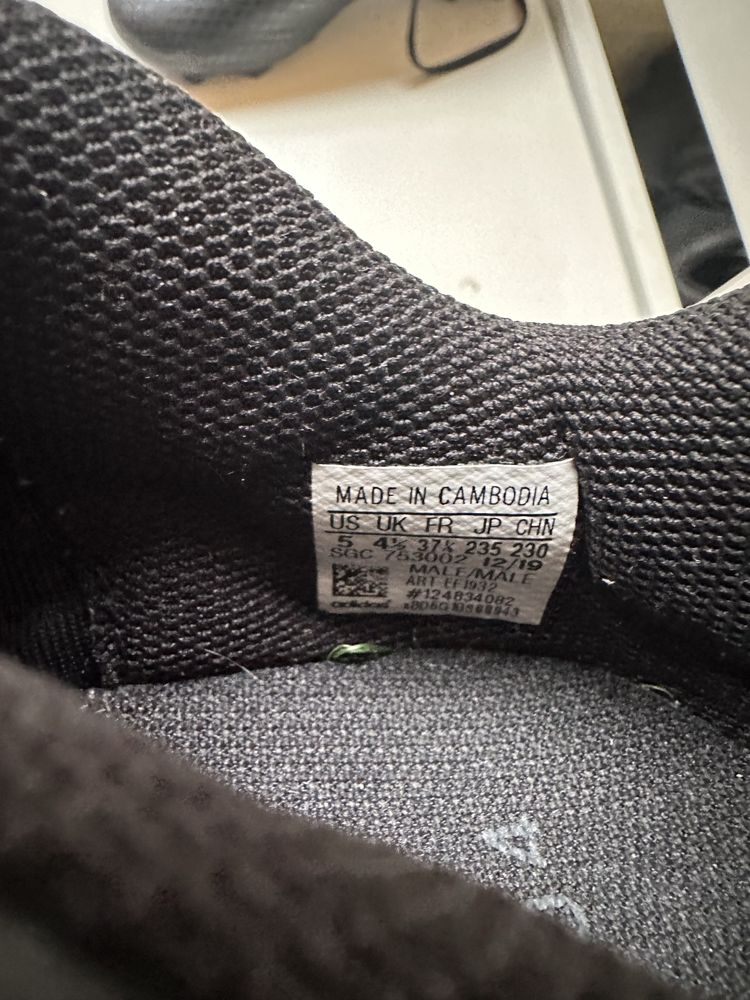 MADE IN CAMBODIA
US UK FR JP CHN
5 4½ 37⅓ 235 230
SGC 753002 12/19
MALE/MALE
ART EF1932
#124834082
adidas